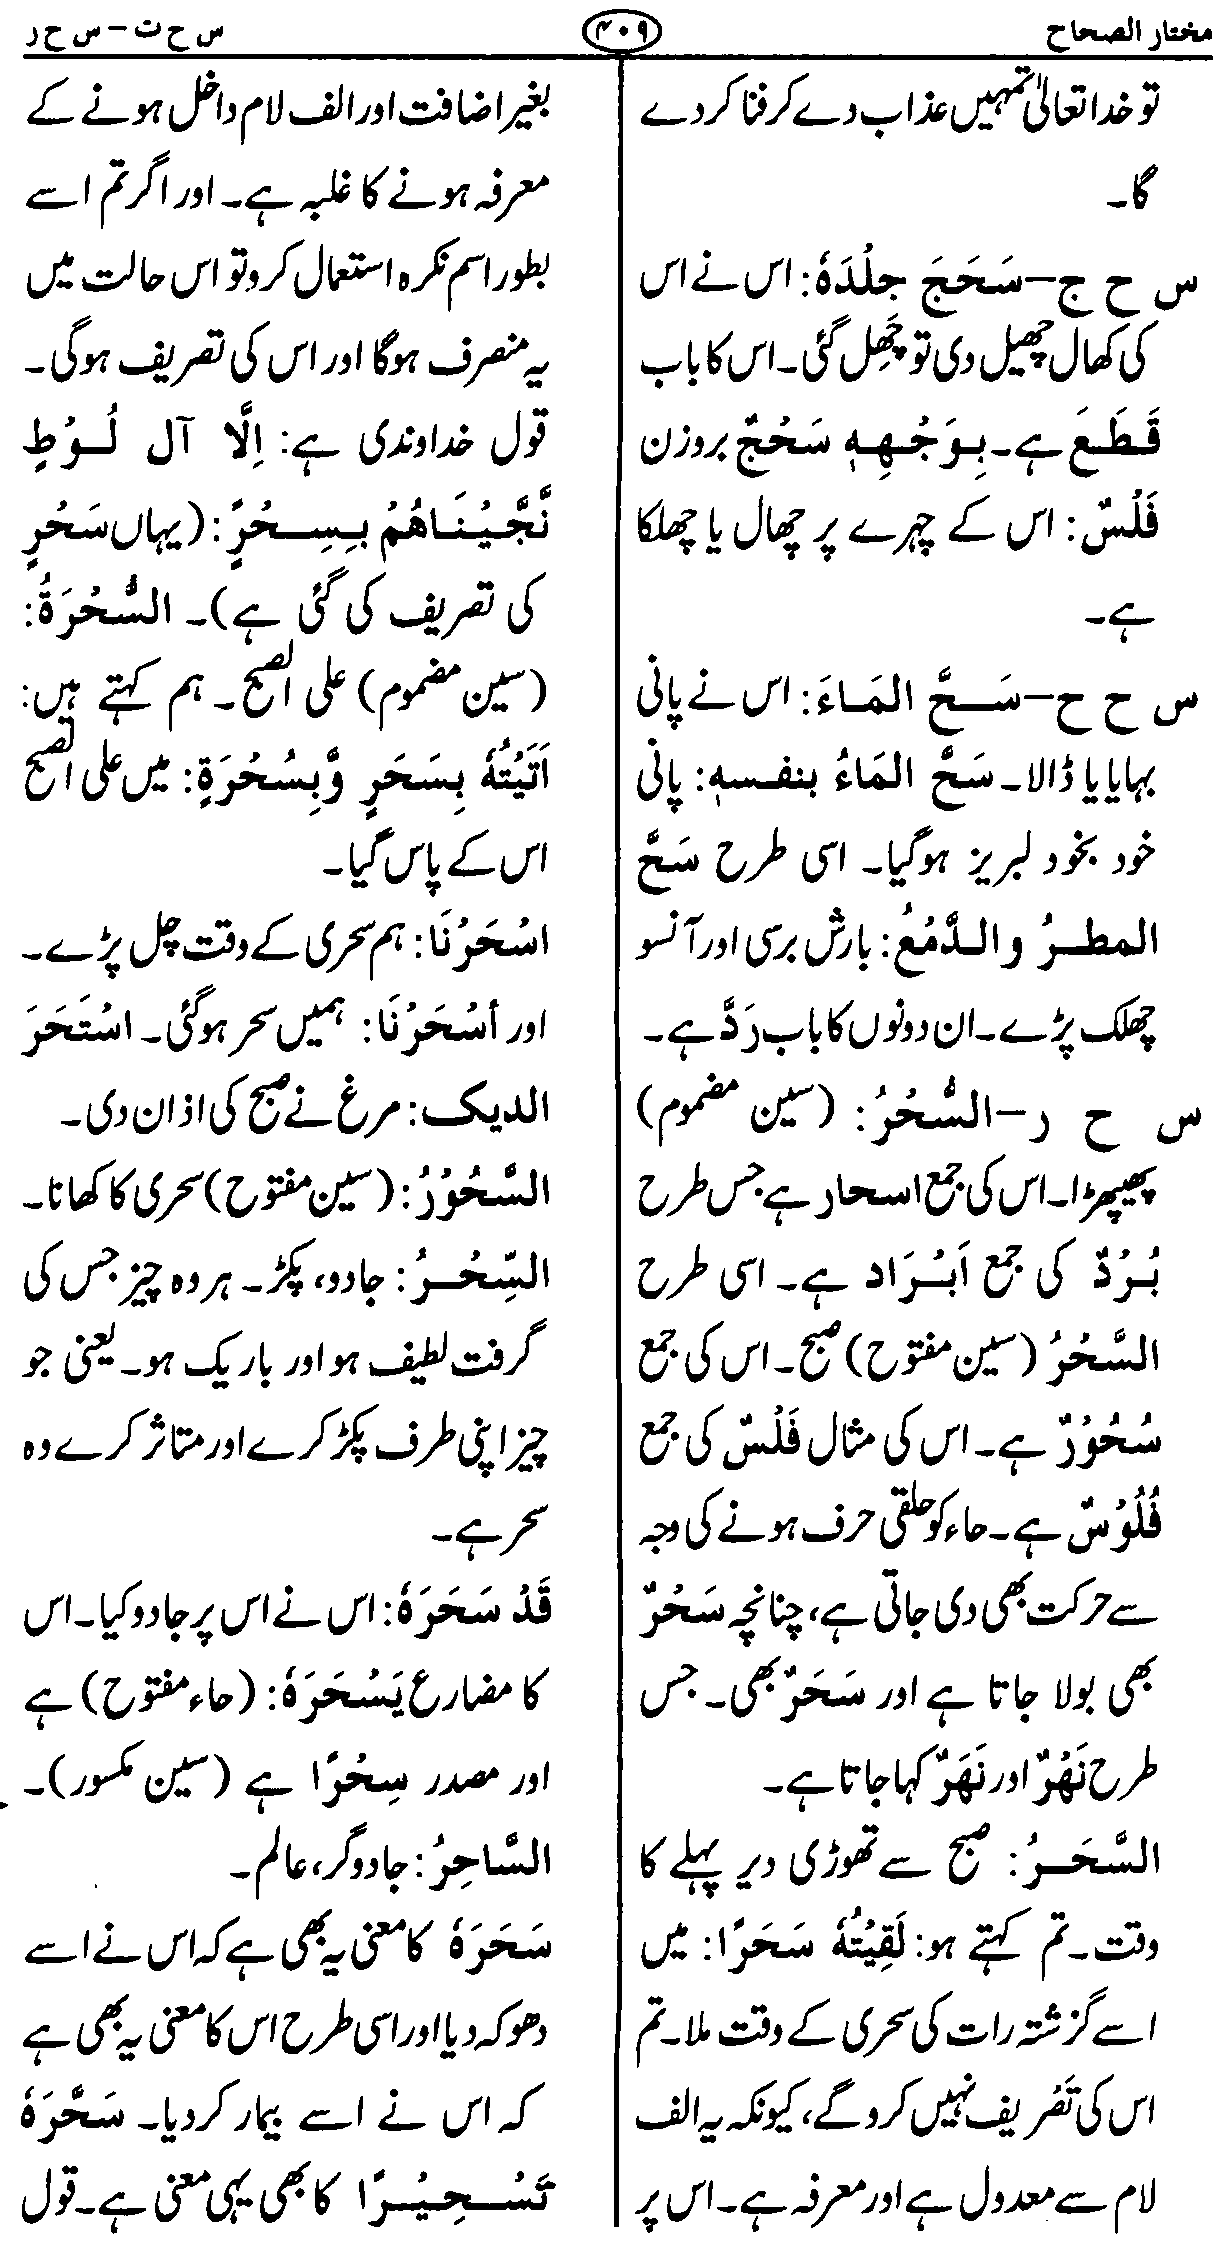 مختار الصحاح
۴۰۹
س ح ت – س ح ر
تو خدا تعالیٰ تمہیں عذاب دے کر فنا کر دے
گا۔
س ح ج – سَحَجَ جِلْدَهٗ: اس نے اس
کی کھال چھیل دی تو چھِل گئی۔ اس کا باب
قَطَعَ ہے۔ بِوَجْهِهٖ سَحْجٌ بروزن
فَلْسٌ: اس کے چہرے پر چھال یا چھلکا
ہے۔
س ح ح – سَحَّ المَاءَ: اس نے پانی
بہایا یا ڈالا۔ سَحَّ المَاءُ بنفسهٖ: پانی
خود بخود لبریز ہوگیا۔ اسی طرح سَحَّ
المطرُ والدَّمْعُ: بارش برسی اور آنسو
چھلک پڑے۔ ان دونوں کا باب رَدَّ ہے۔
س ح ر – السُّحْرُ: (سین مضموم)
پھیپھڑا۔ اس کی جمع اسحار ہے جس طرح
بُرْدٌ کی جمع اَبْرَاد ہے۔ اسی طرح
السَّحْرُ (سین مفتوح) صبح۔ اس کی جمع
سُحُوْرٌ ہے۔ اس کی مثال فَلْسٌ کی جمع
فُلُوْسٌ ہے۔ حاء کو حلقی حرف ہونے کی وجہ
سے حرکت بھی دی جاتی ہے، چنانچہ سَحْرٌ
بھی بولا جاتا ہے اور سَحَرٌ بھی۔ جس
طرح نَهْرٌ اور نَهَرٌ کہا جاتا ہے۔
السَّحَرُ: صبح سے تھوڑی دیر پہلے کا
وقت۔ تم کہتے ہو: لَقِيْتُهٗ سَحَرًا: میں
اسے گزشتہ رات کی سحری کے وقت ملا۔ تم
اس کی تَصْرِیف نہیں کرو گے، کیونکہ یہ الف
لام سے معدول ہے اور معرفہ ہے۔ اس پر
بغیر اضافت اور الف لام داخل ہونے کے
معرفہ ہونے کا غلبہ ہے۔ اور اگر تم اسے
بطور اسم نکرہ استعمال کرو تو اس حالت میں
یہ منصرف ہوگا اور اس کی تصریف ہوگی۔
قول خداوندی ہے: اِلَّا آل لُوْطٍ
نَّجَّيْنَاهُمْ بِسِحْرٍ: (یہاں سَحْرٍ
کی تصریف کی گئی ہے)۔ السُّحْرَةُ:
(سین مضموم) علی الصبح۔ ہم کہتے ہیں:
اَتَيْتُهٗ بِسَحَرٍ وَّبِسُحْرَةٍ: میں علی الصبح
اس کے پاس گیا۔
اسْحَرْنَا: ہم سحری کے وقت چل پڑے۔
اور أسْحَرْنَا: ہمیں سحر ہوگئی۔ اسْتَحَرَ
الدیک: مرغ نے صبح کی اذان دی۔
السَّحُوْرُ: (سین مفتوح) سحری کا کھانا۔
السِّحْرُ: جادو، پکڑ۔ ہر وہ چیز جس کی
گرفت لطیف ہو اور باریک ہو۔ یعنی جو
چیز اپنی طرف پکڑ کرے اور متاثر کرے وہ
سحر ہے۔
قَدْ سَحَرَهٗ: اس نے اس پر جادو کیا۔ اس
کا مضارع يَسْحَرَهٗ: (حاء مفتوح) ہے
اور مصدر سِحْرًا ہے (سین مکسور)۔
السَّاحِرُ: جادوگر، عالم۔
سَحَرَهٗ کا معنی یہ بھی ہے کہ اس نے اسے
دھوکہ دیا اور اسی طرح اس کا معنی یہ بھی ہے
کہ اس نے اسے بیمار کر دیا۔ سَحَّرَهٗ
تَسْحِيْرًا کا بھی یہی معنی ہے۔ قول